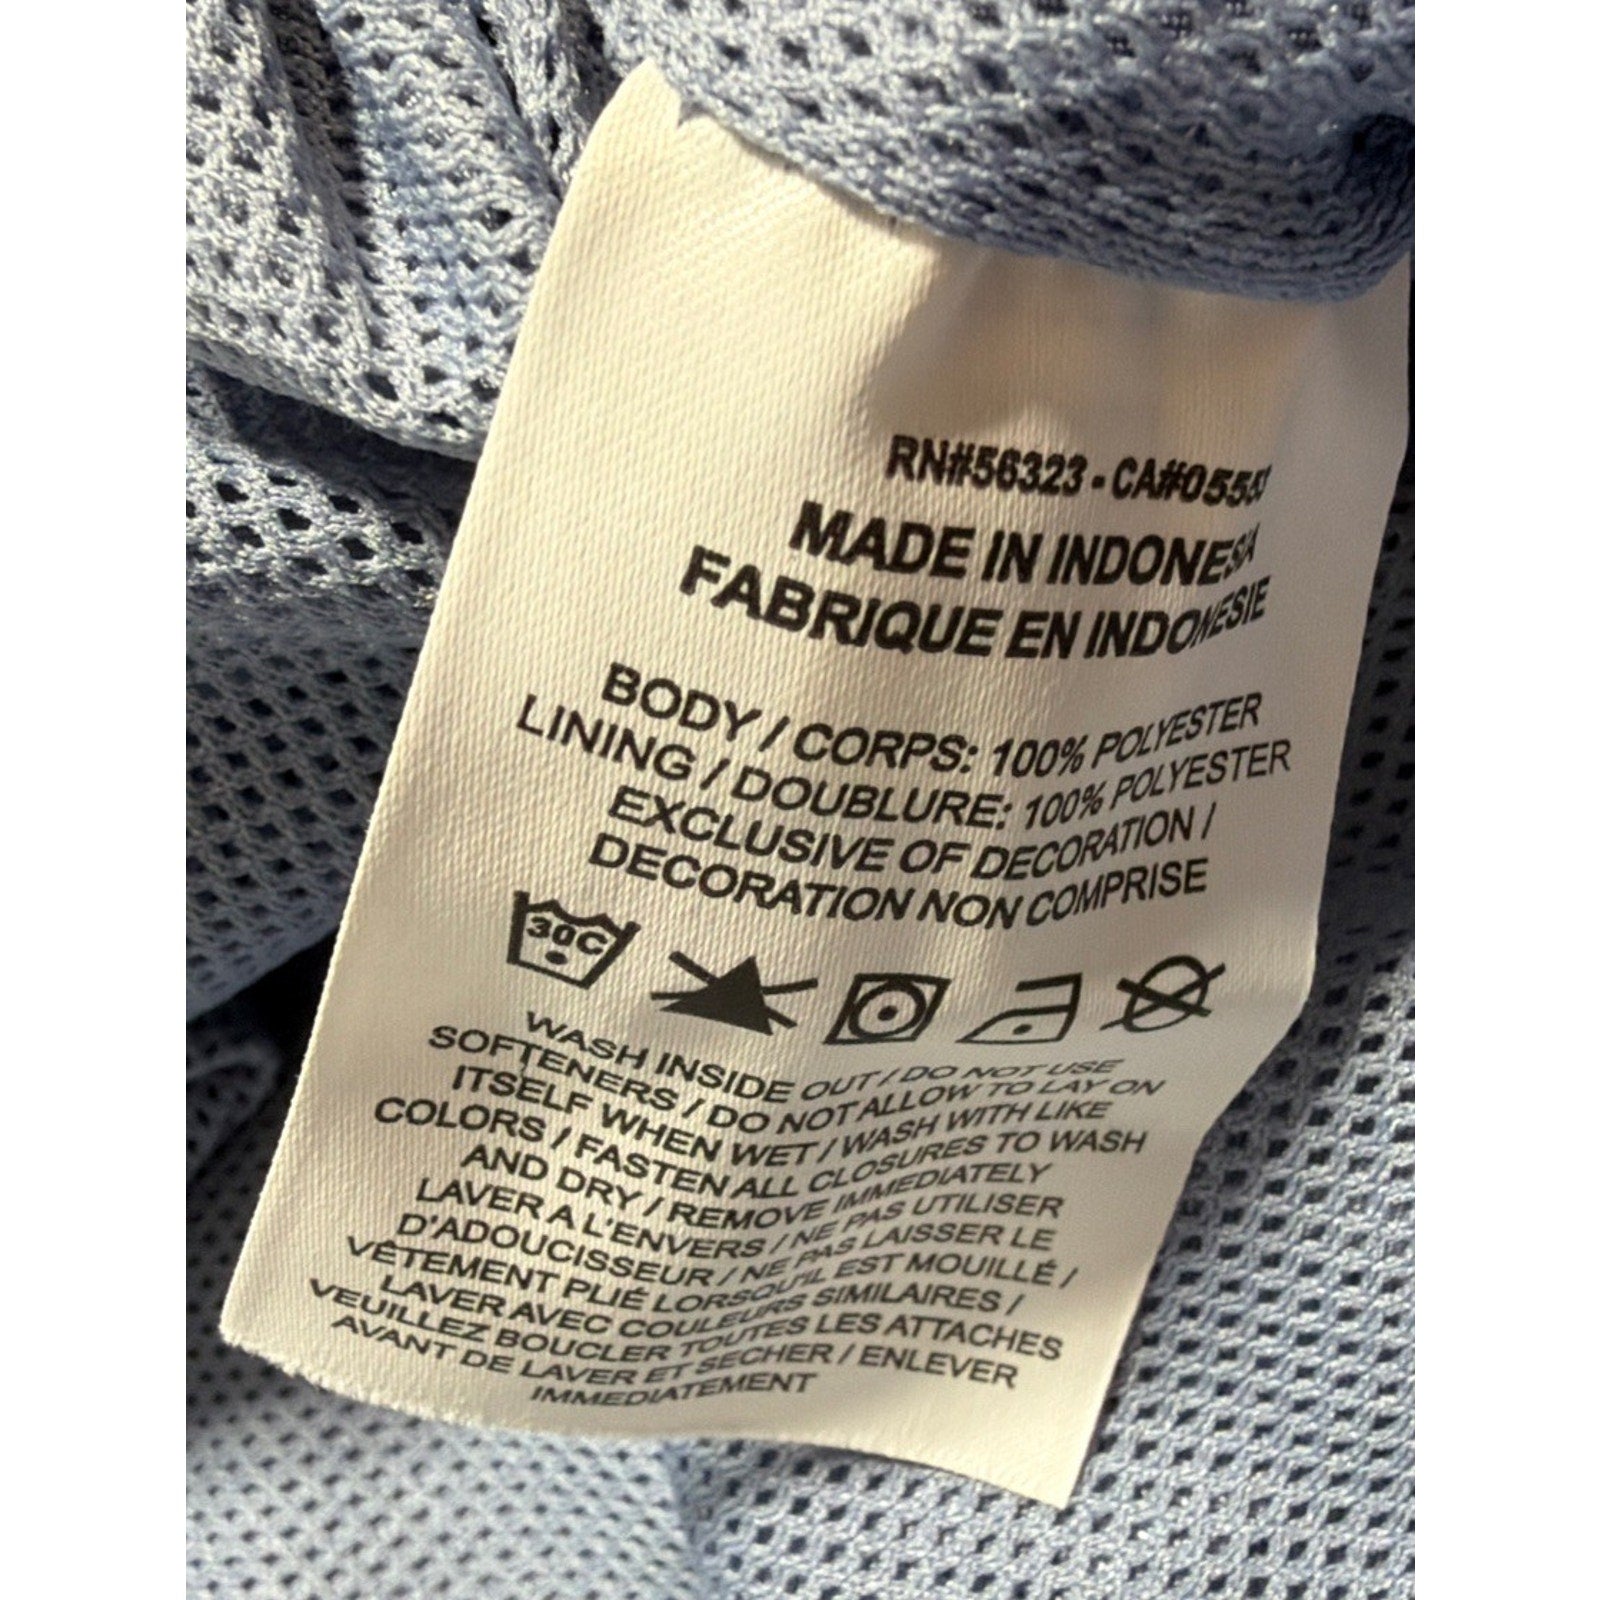 RN#56323 - CA#0555
MADE IN INDONESIA
FABRIQUE EN INDONESIE
BODY / CORPS: 100% POLYESTER
LINING / DOUBLURE: 100% POLYESTER
EXCLUSIVE OF DECORATION /
DECORATION NON COMPRISE
30C
WASH INSIDE OUT / DO NOT USE
SOFTENERS / DO NOT ALLOW TO LAY ON
ITSELF WHEN WET / WASH WITH LIKE
COLORS / FASTEN ALL CLOSURES TO WASH
AND DRY / REMOVE IMMEDIATELY
LAVER A L'ENVERS / NE PAS UTILISER
D'ADOUCISSEUR / NE PAS LAISSER LE
VÊTEMENT PLIÉ LORSQU'IL EST MOUILLÉ /
LAVER AVEC COULEURS SIMILAIRES /
VEUILLEZ BOUCLER TOUTES LES ATTACHES
AVANT DE LAVER ET SECHER / ENLEVER
IMMEDIATEMENT